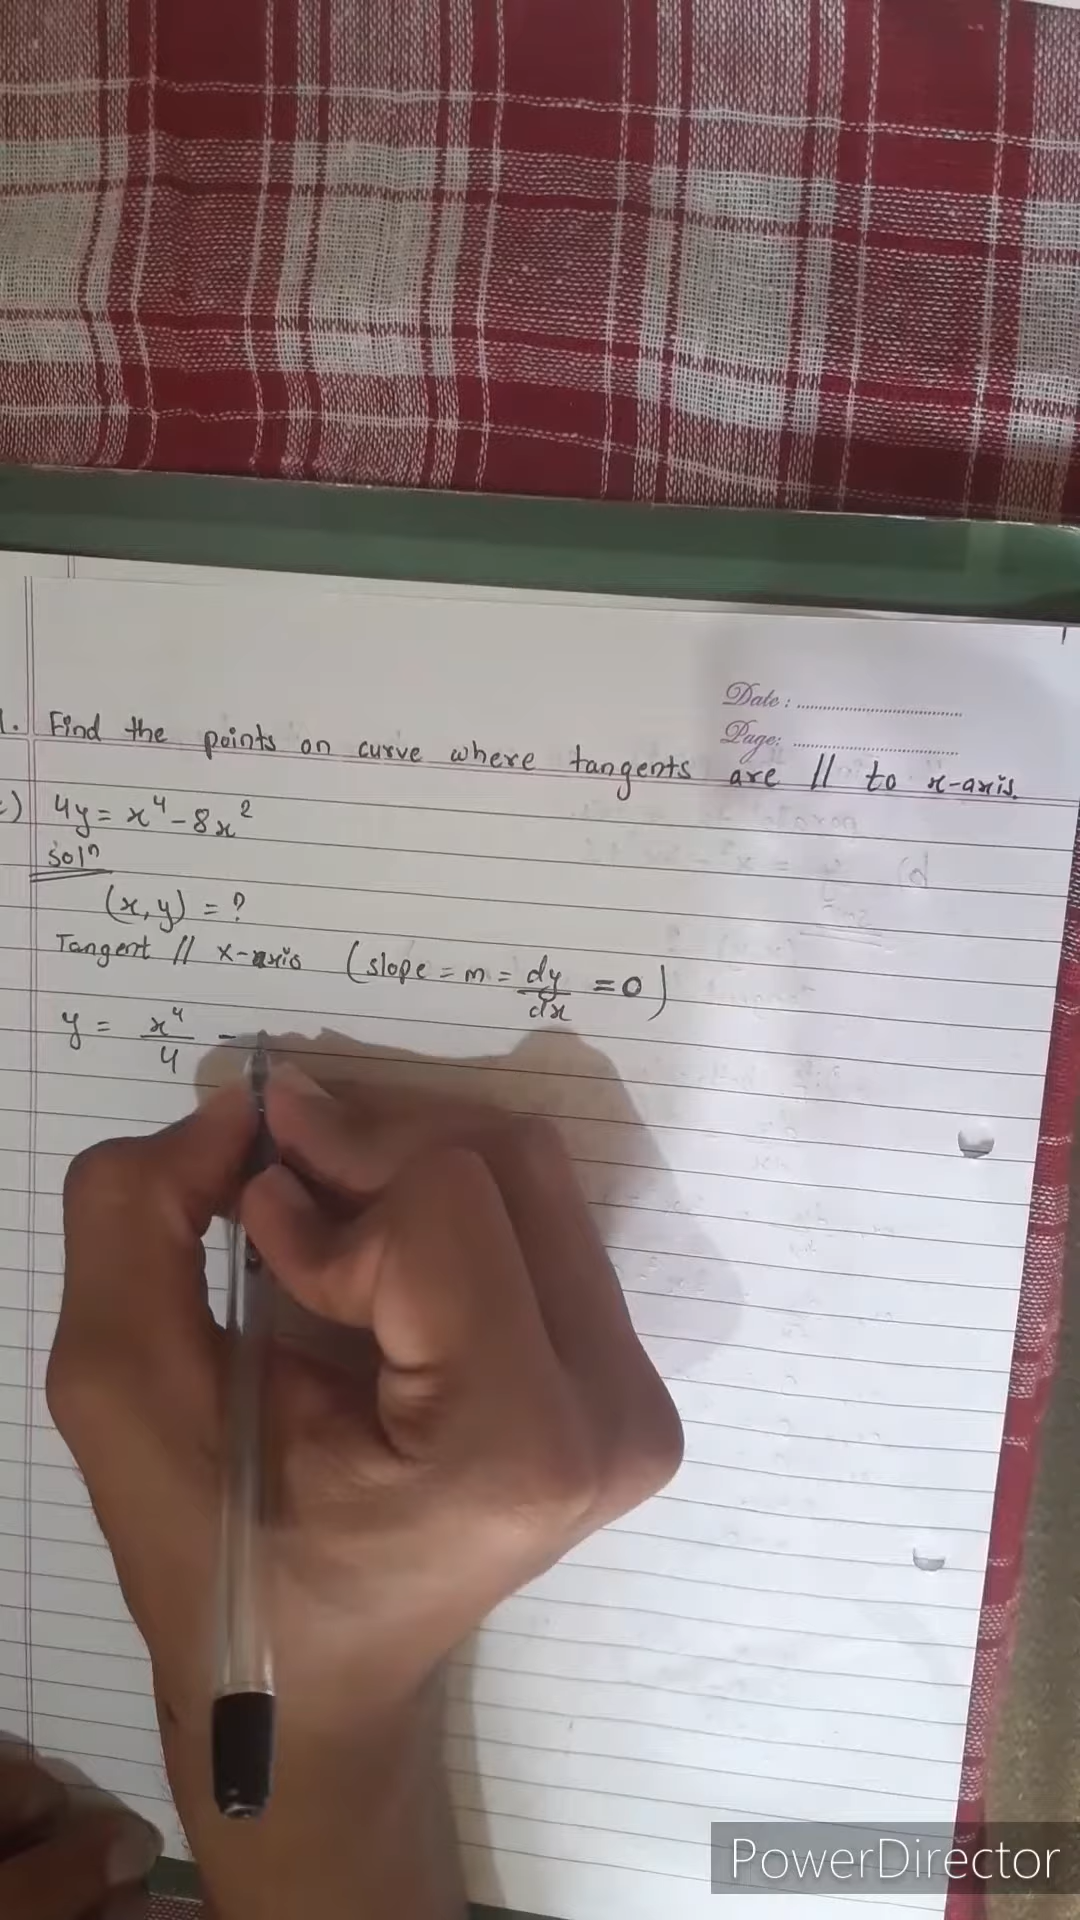 Date : ..........
Page: ..........
1. Find the points on curve where tangents are // to x-axis.
c) 4y = x⁴ - 8x²
Solⁿ
(x, y) = ?
Tangent // x-axis (slope = m = dy/dx = 0)
y = x⁴/4 -
PowerDirector